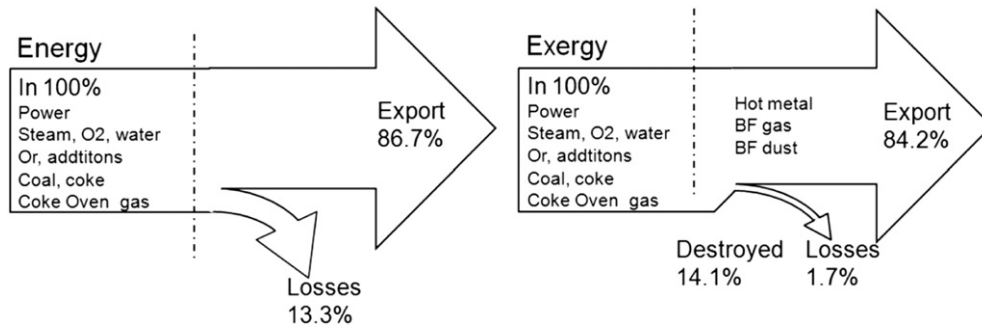 Energy
In 100%
Power
Steam, O2, water
Or, addtitons
Coal, coke
Coke Oven gas
Export
86.7%
Losses
13.3%
Exergy
In 100%
Power
Steam, O2, water
Or, addtitons
Coal, coke
Coke Oven gas
Hot metal
BF gas
BF dust
Export
84.2%
Destroyed
14.1%
Losses
1.7%